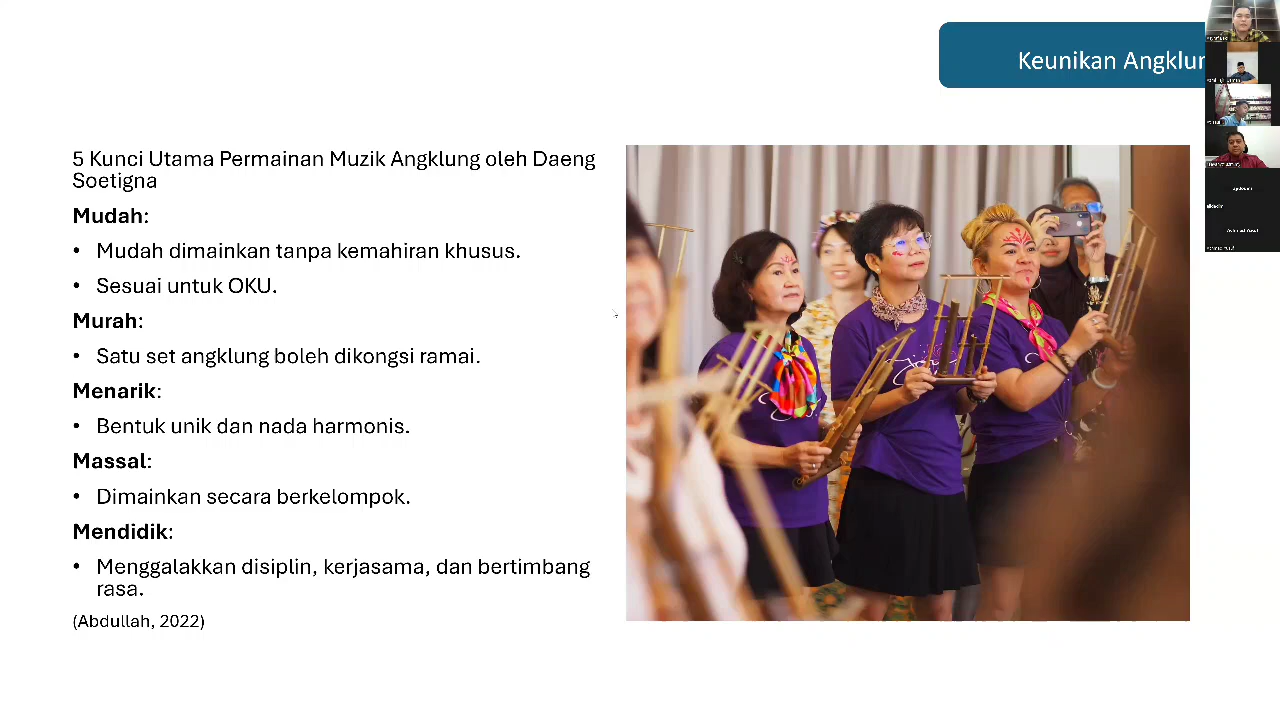 Keunikan Angklun
5 Kunci Utama Permainan Muzik Angklung oleh Daeng
Soetigna
Mudah:
• Mudah dimainkan tanpa kemahiran khusus.
• Sesuai untuk OKU.
Murah:
• Satu set angklung boleh dikongsi ramai.
Menarik:
• Bentuk unik dan nada harmonis.
Massal:
• Dimainkan secara berkelompok.
Mendidik:
• Menggalakkan disiplin, kerjasama, dan bertimbang
rasa.
(Abdullah, 2022)